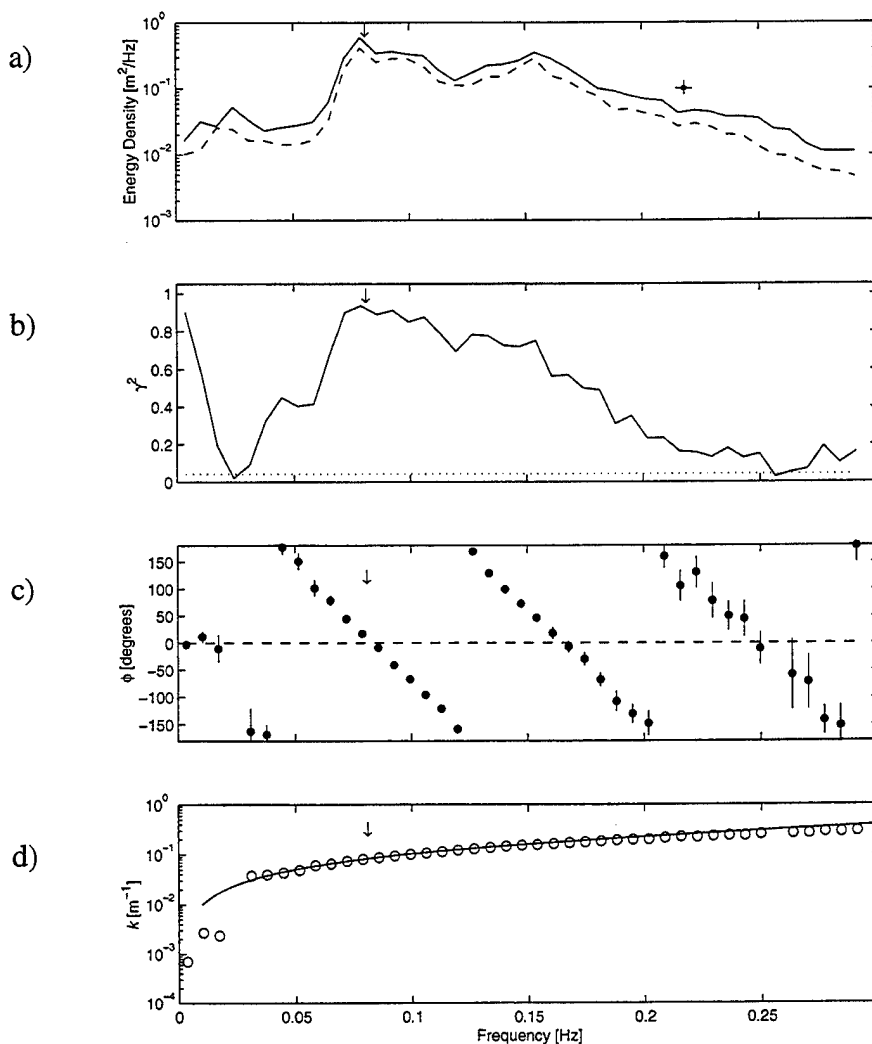 a)
Energy Density [m²/Hz]
10⁰
10⁻¹
10⁻²
10⁻³
b)
γ²
1
0.8
0.6
0.4
0.2
0
c)
ϕ [degrees]
150
100
50
0
−50
−100
−150
d)
k [m⁻¹]
10⁰
10⁻¹
10⁻²
10⁻³
10⁻⁴
0 0.05 0.1 0.15 0.2 0.25
Frequency [Hz]